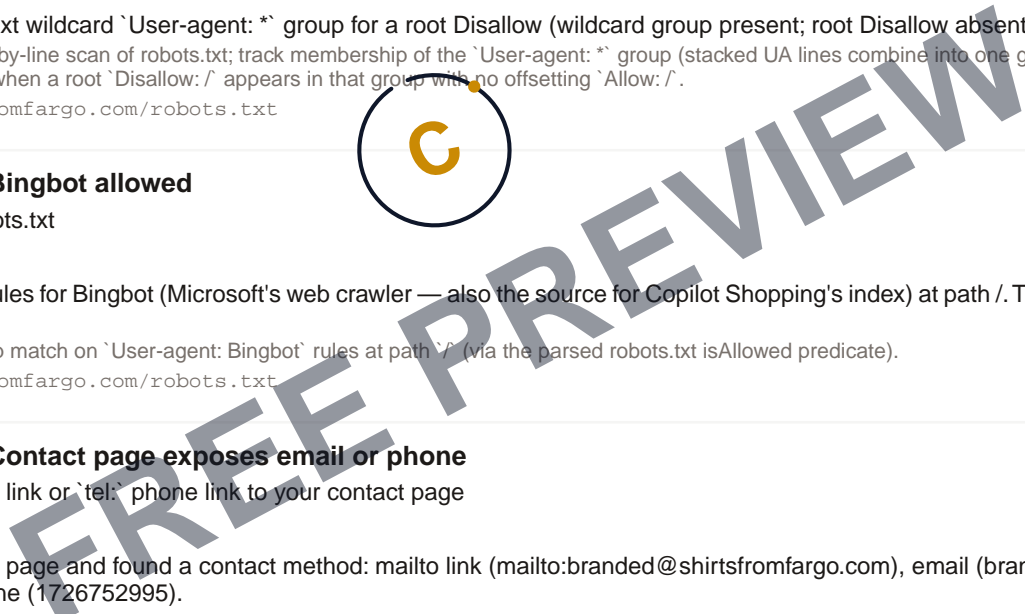 xt wildcard `User-agent: *` group for a root Disallow (wildcard group present; root Disallow absent
by-line scan of robots.txt; track membership of the `User-agent: *` group (stacked UA lines combine into one g
when a root `Disallow: /` appears in that group with no offsetting `Allow: /`.
omfargo.com/robots.txt
C
Bingbot allowed
ots.txt
ules for Bingbot (Microsoft's web crawler — also the source for Copilot Shopping's index) at path /. T
o match on `User-agent: Bingbot` rules at path `/` (via the parsed robots.txt isAllowed predicate).
omfargo.com/robots.txt
Contact page exposes email or phone
link or `tel:` phone link to your contact page
page and found a contact method: mailto link (mailto:branded@shirtsfromfargo.com), email (bran
ne (1726752995).
FREE PREVIEW